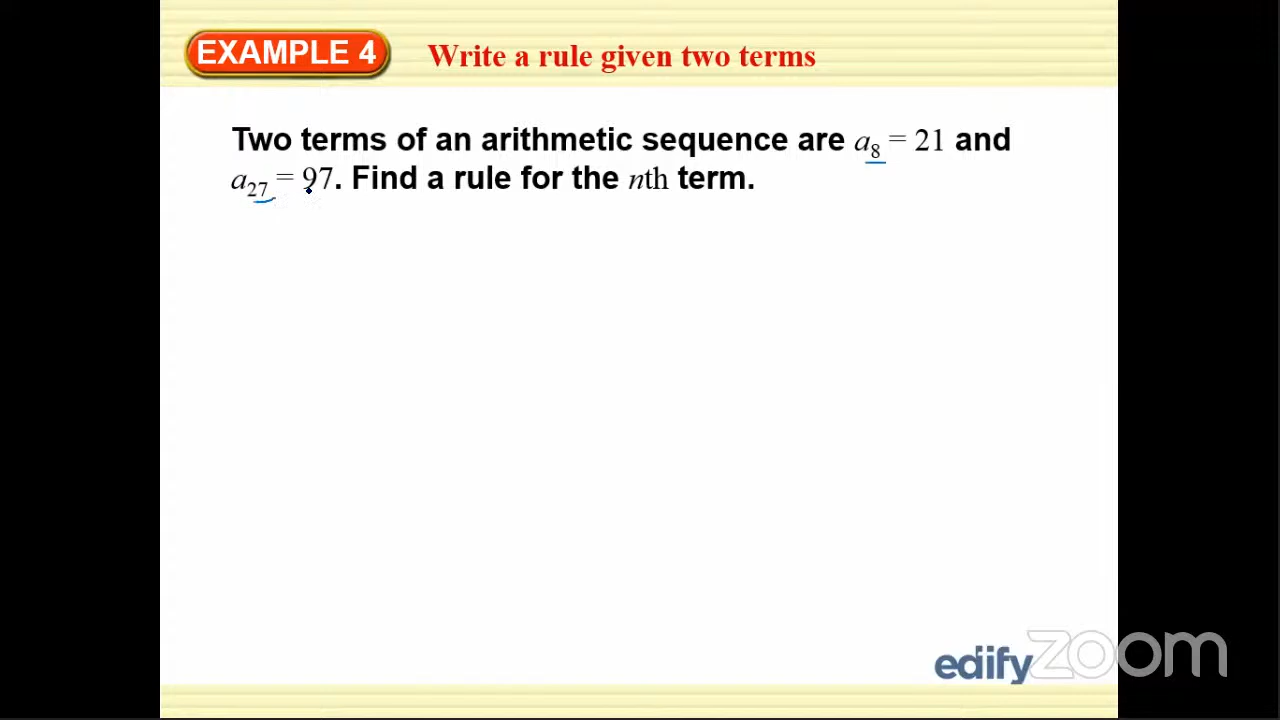 EXAMPLE 4
Write a rule given two terms
Two terms of an arithmetic sequence are a₈ = 21 and
a₂₇ = 97. Find a rule for the nth term.
edify
zoom